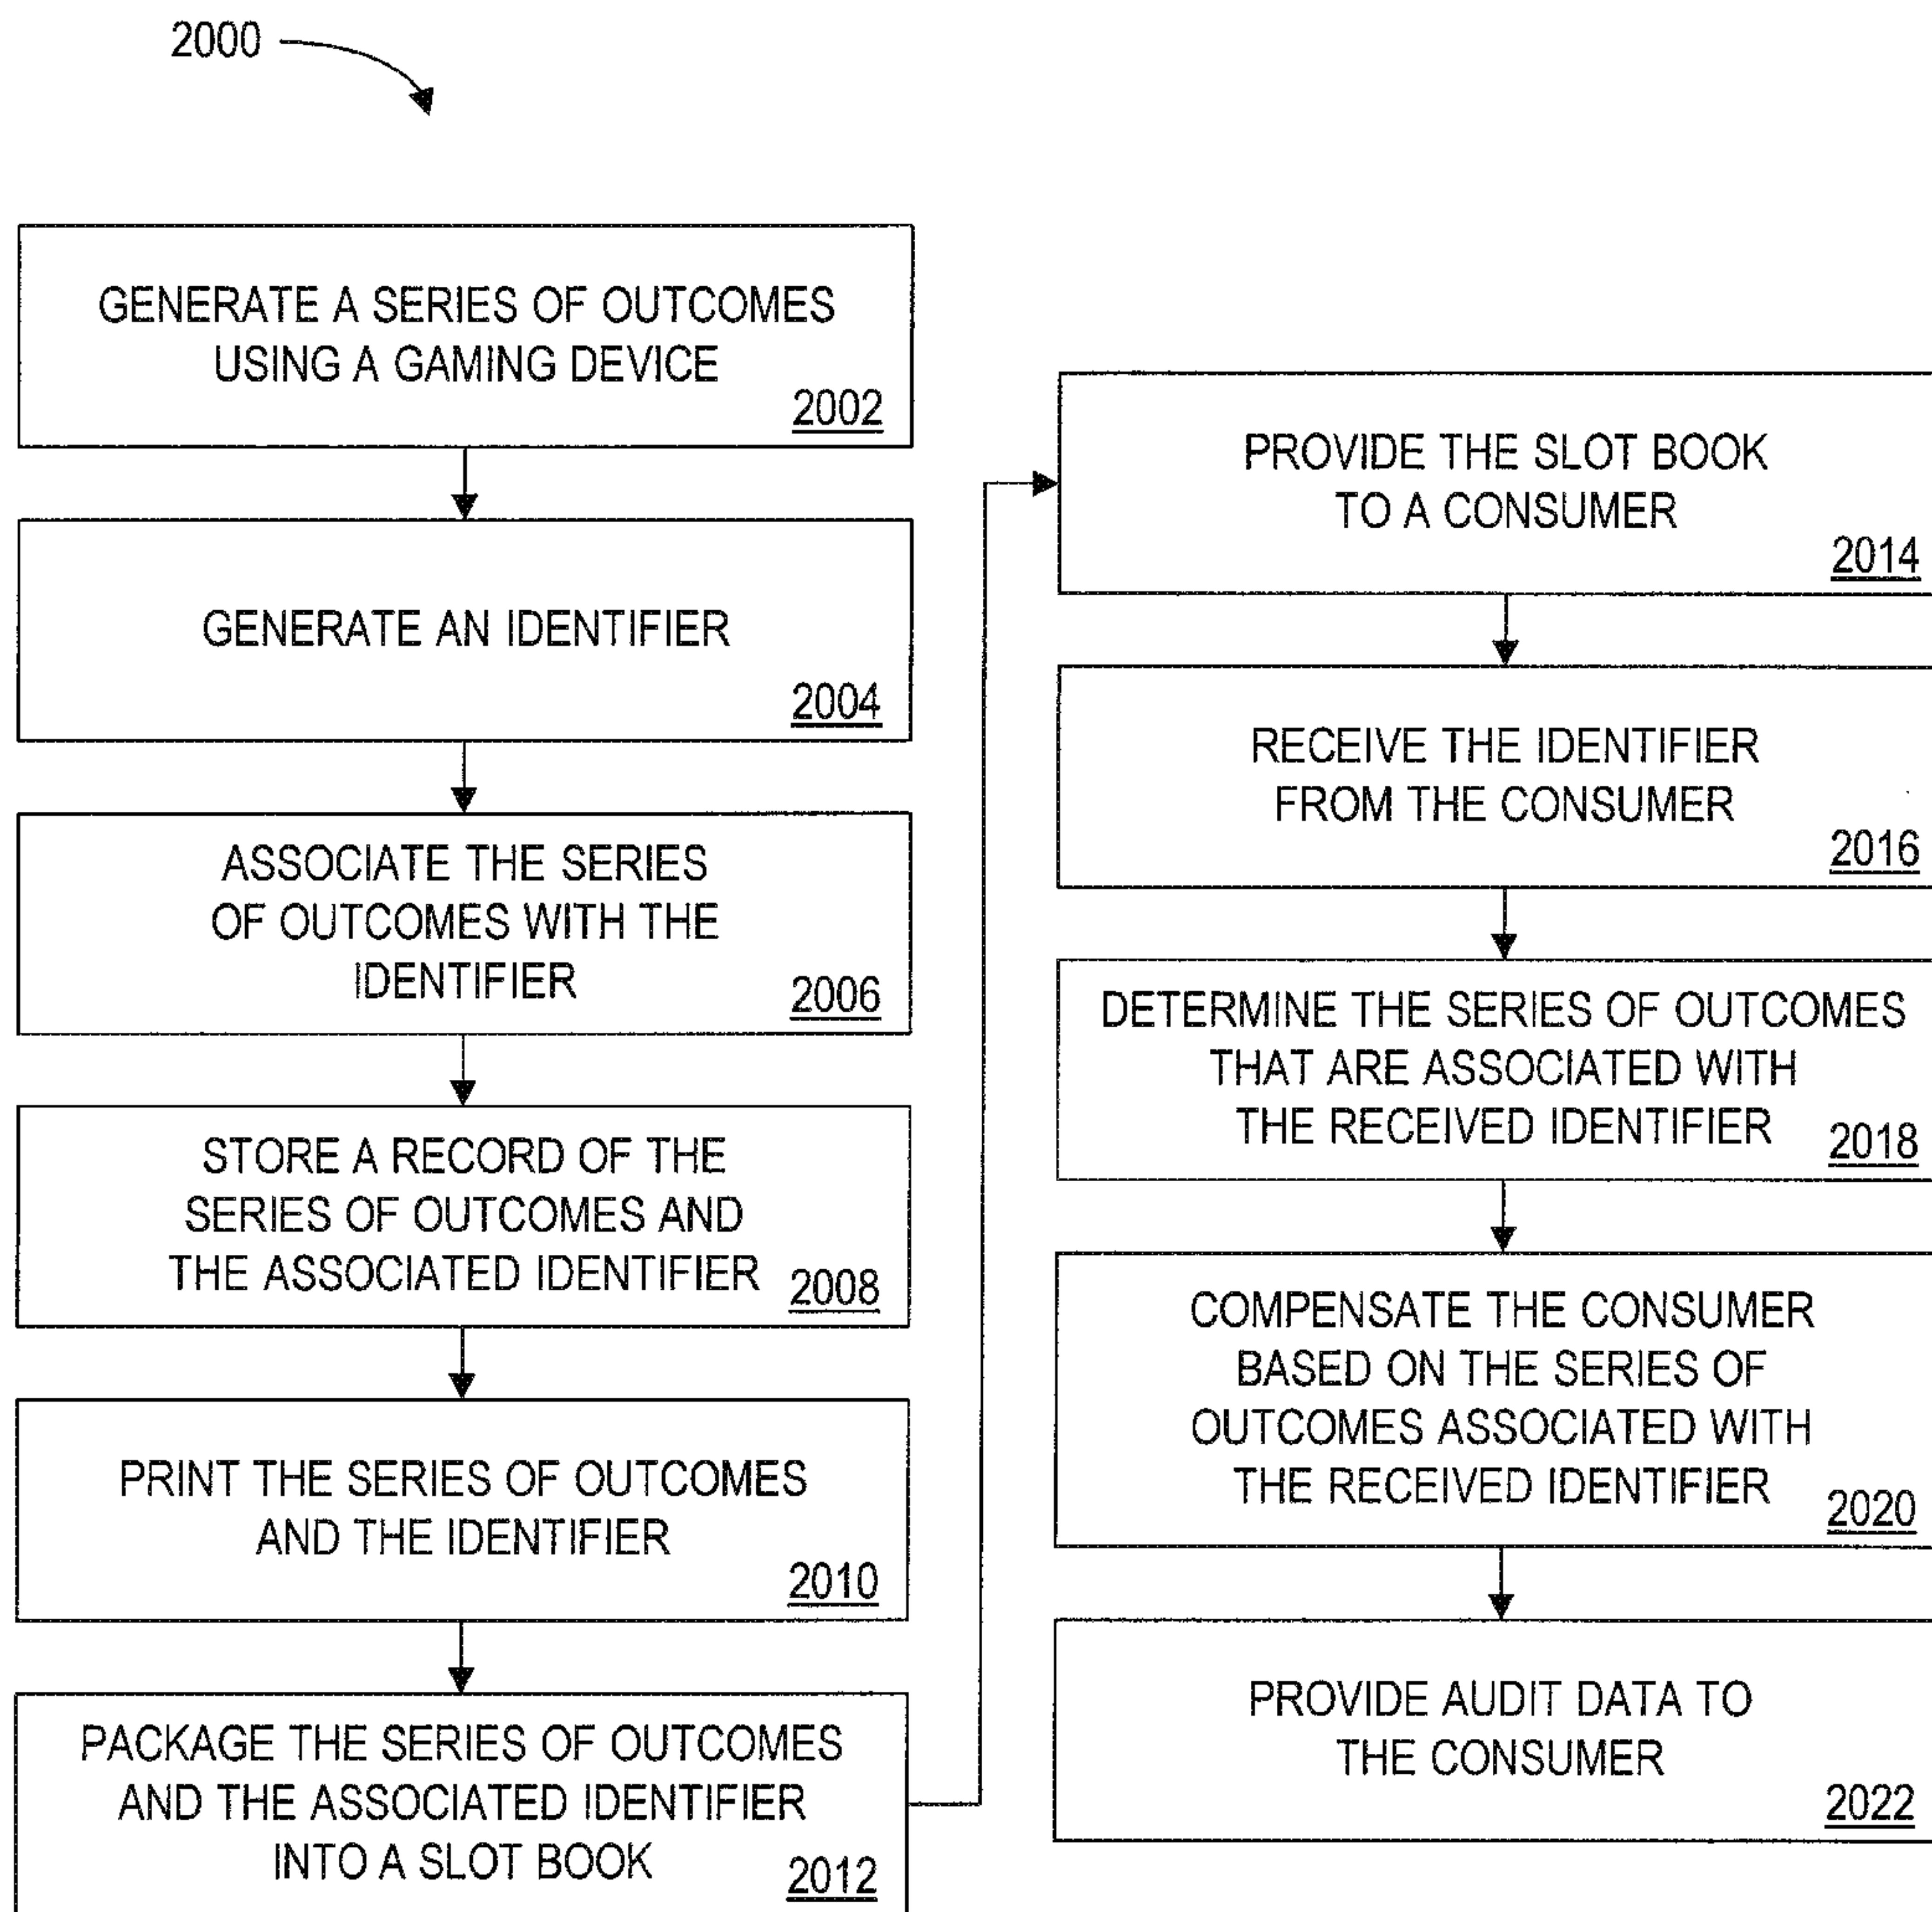 2000
GENERATE A SERIES OF OUTCOMES
USING A GAMING DEVICE
2002
GENERATE AN IDENTIFIER
2004
ASSOCIATE THE SERIES
OF OUTCOMES WITH THE
IDENTIFIER
2006
STORE A RECORD OF THE
SERIES OF OUTCOMES AND
THE ASSOCIATED IDENTIFIER
2008
PRINT THE SERIES OF OUTCOMES
AND THE IDENTIFIER
2010
PACKAGE THE SERIES OF OUTCOMES
AND THE ASSOCIATED IDENTIFIER
INTO A SLOT BOOK
2012
PROVIDE THE SLOT BOOK
TO A CONSUMER
2014
RECEIVE THE IDENTIFIER
FROM THE CONSUMER
2016
DETERMINE THE SERIES OF OUTCOMES
THAT ARE ASSOCIATED WITH
THE RECEIVED IDENTIFIER
2018
COMPENSATE THE CONSUMER
BASED ON THE SERIES OF
OUTCOMES ASSOCIATED WITH
THE RECEIVED IDENTIFIER
2020
PROVIDE AUDIT DATA TO
THE CONSUMER
2022